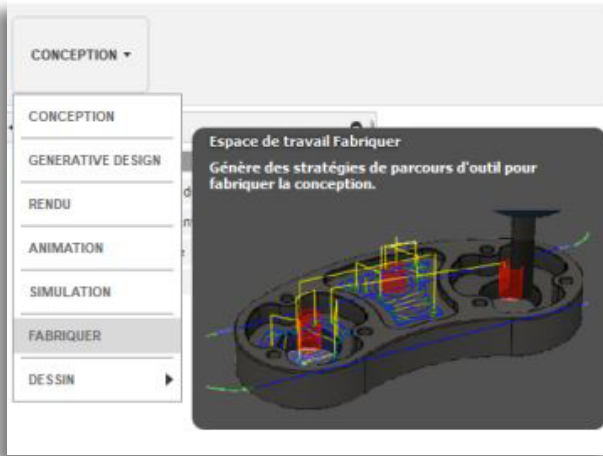 CONCEPTION
CONCEPTION
Espace de travail Fabriquer
GENERATIVE DESIGN
Génère des stratégies de parcours d'outil pour
fabriquer la conception.
RENDU
ANIMATION
SIMULATION
FABRIQUER
DESSIN